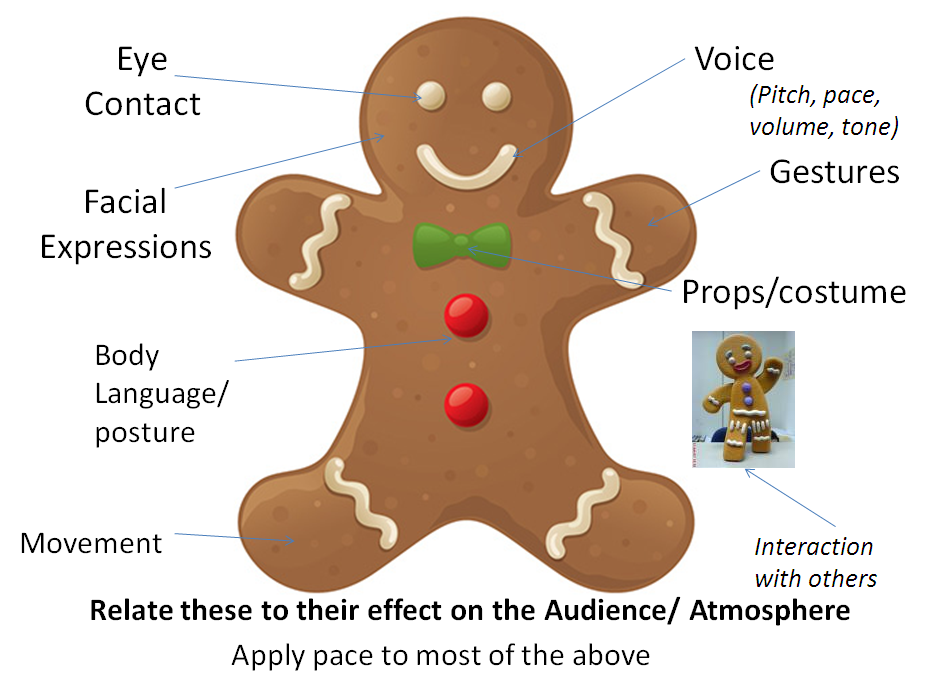 Eye
Contact
Voice
(Pitch, pace,
volume, tone)
Gestures
Facial
Expressions
Props/costume
Body
Language/
posture
Movement
Interaction
with others
Relate these to their effect on the Audience/ Atmosphere
Apply pace to most of the above